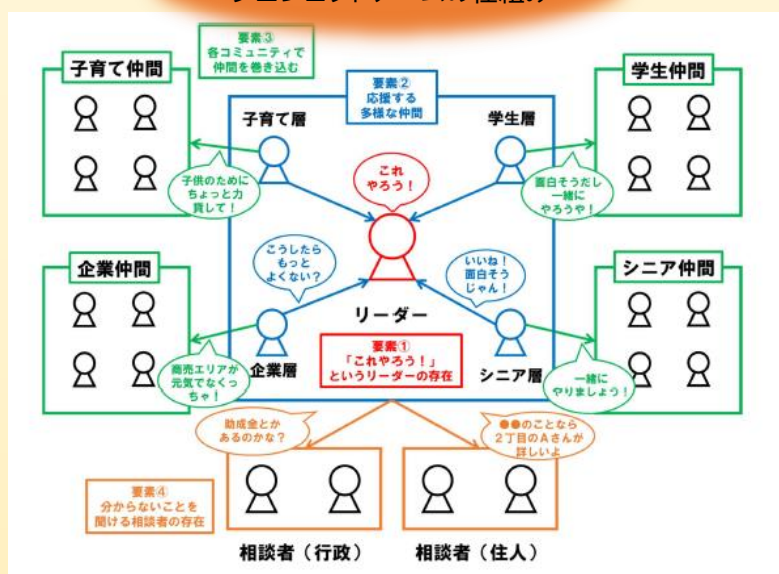 の仕組み
要素③
各コミュニティで
仲間を巻き込む
子育て仲間
要素②
応援する
多様な仲間
学生仲間
子育て層
学生層
これ
やろう!
子供のために
ちょっと力
貸して!
面白そうだし
一緒に
やろうや!
企業仲間
こうしたら
もっと
よくない?
いいね!
面白そう
じゃん!
シニア仲間
リーダー
要素①
「これやろう!」
というリーダーの存在
企業層
シニア層
商売エリアが
元気でなくっ
ちゃ!
一緒に
やりましょう!
助成金とか
あるのかな?
●●のことなら
2丁目のAさんが
詳しいよ
要素④
分からないことを
聞ける相談者の存在
相談者(行政)
相談者(住人)